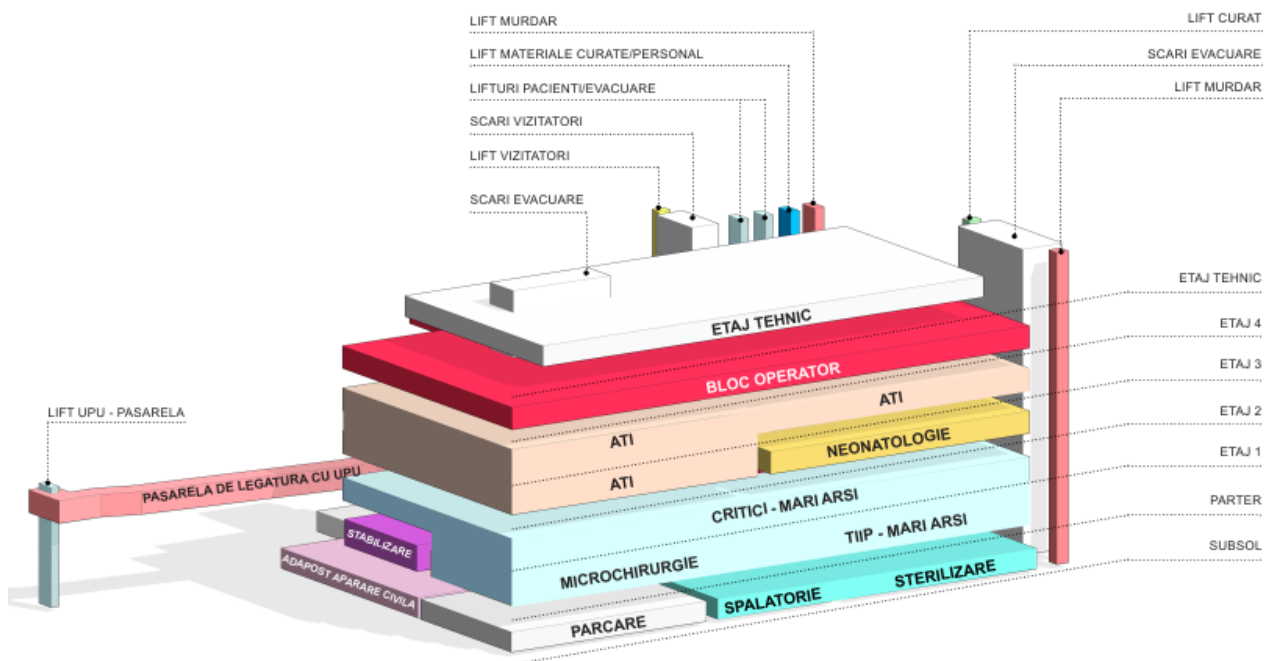 LIFT MURDAR
LIFT MATERIALE CURATE/PERSONAL
LIFTURI PACIENTI/EVACUARE
SCARI VIZITATORI
LIFT VIZITATORI
SCARI EVACUARE
LIFT CURAT
SCARI EVACUARE
LIFT MURDAR
ETAJ TEHNIC
ETAJ 4
ETAJ 3
ETAJ 2
ETAJ 1
PARTER
SUBSOL
LIFT UPU - PASARELA
PASARELA DE LEGATURA CU UPU
ETAJ TEHNIC
BLOC OPERATOR
ATI
ATI
NEONATOLOGIE
ATI
CRITICI - MARI ARSI
TIIP - MARI ARSI
MICROCHIRURGIE
STABILIZARE
ADAPOST APARARE CIVILA
STERILIZARE
SPALATORIE
PARCARE